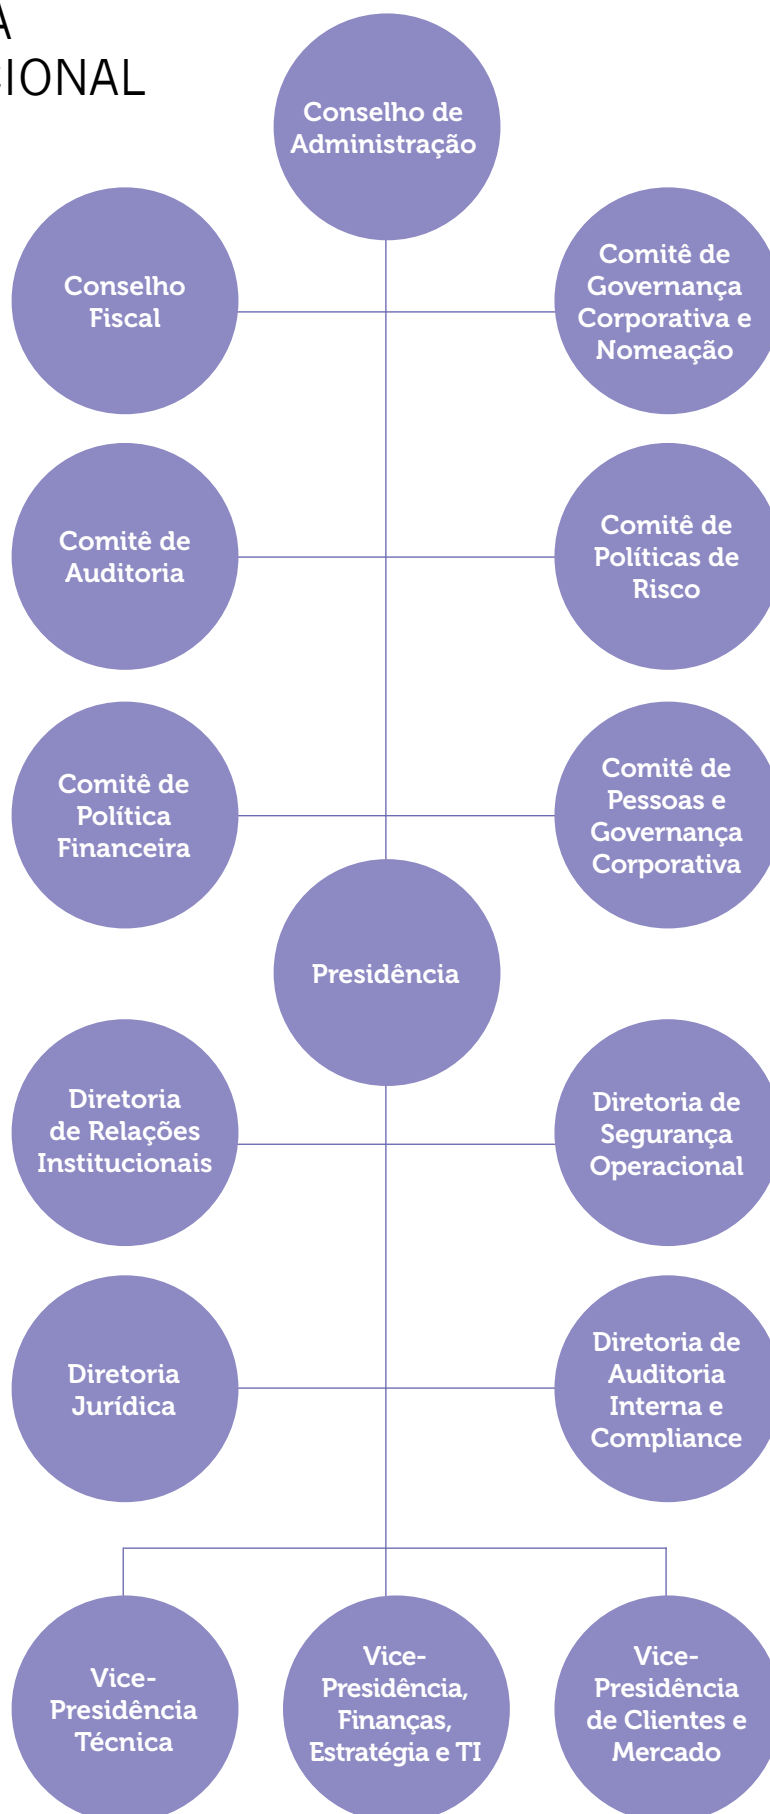 A
CIONAL
Conselho de
Administração
Conselho
Fiscal
Comitê de
Governança
Corporativa e
Nomeação
Comitê de
Auditoria
Comitê de
Políticas de
Risco
Comitê de
Política
Financeira
Comitê de
Pessoas e
Governança
Corporativa
Presidência
Diretoria
de Relações
Institucionais
Diretoria de
Segurança
Operacional
Diretoria
Jurídica
Diretoria de
Auditoria
Interna e
Compliance
Vice-
Presidência
Técnica
Vice-
Presidência,
Finanças,
Estratégia e TI
Vice-
Presidência
de Clientes e
Mercado